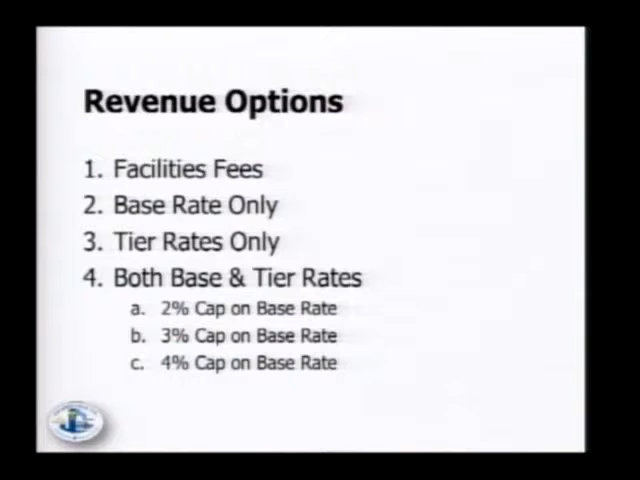 Revenue Options
1. Facilities Fees
2. Base Rate Only
3. Tier Rates Only
4. Both Base & Tier Rates
a. 2% Cap on Base Rate
b. 3% Cap on Base Rate
c. 4% Cap on Base Rate